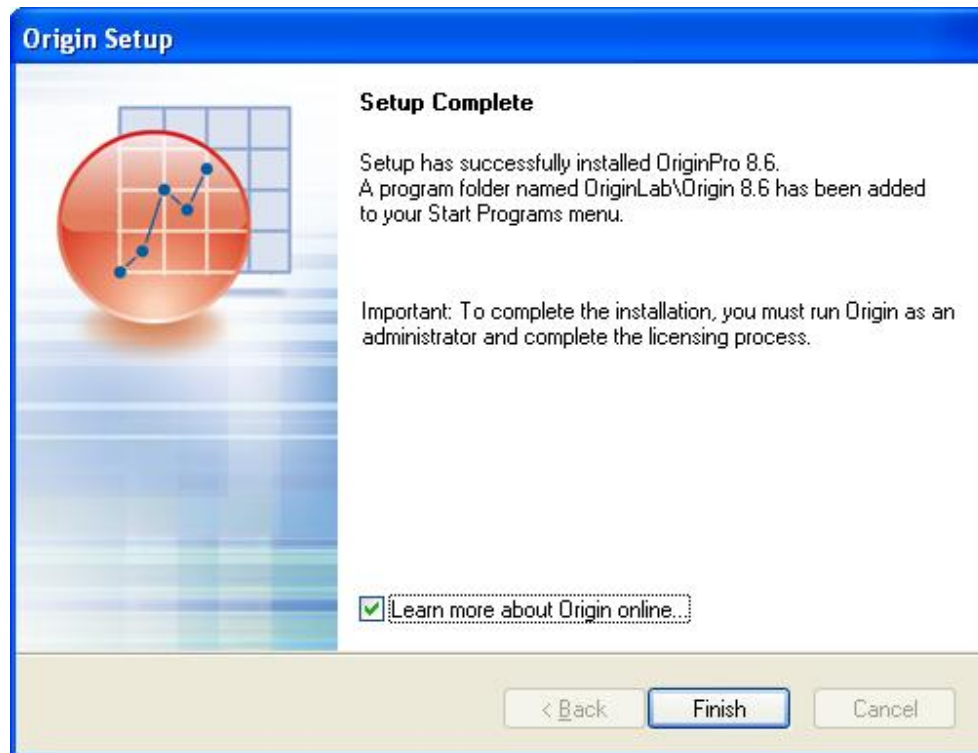 Origin Setup
Setup Complete
Setup has successfully installed OriginPro 8.6.
A program folder named OriginLab\Origin 8.6 has been added
to your Start Programs menu.
Important: To complete the installation, you must run Origin as an
administrator and complete the licensing process.
Learn more about Origin online...
< Back
Finish
Cancel